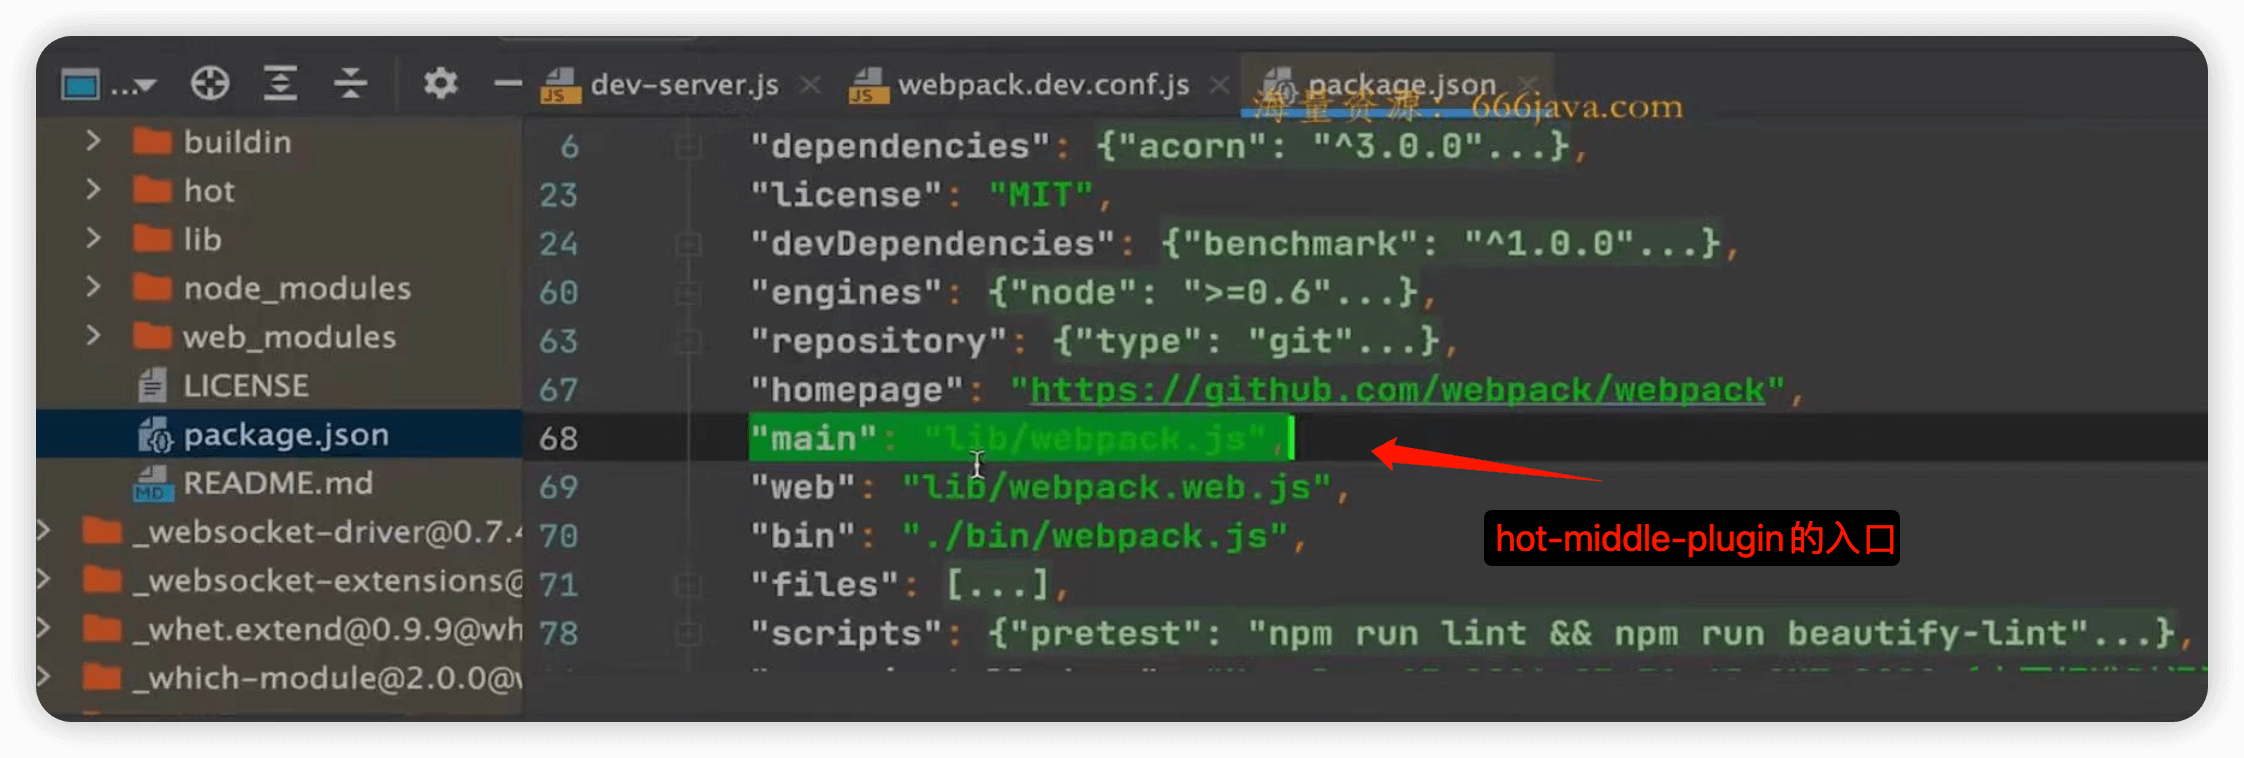 ... dev-server.js webpack.dev.conf.js package.json
海量资源：666java.com
buildin
hot
lib
node_modules
web_modules
LICENSE
package.json
README.md
_websocket-driver@0.7.4
_websocket-extensions@
_whet.extend@0.9.9@wh
_which-module@2.0.0@w
6 "dependencies": {"acorn": "^3.0.0"...},
23 "license": "MIT",
24 "devDependencies": {"benchmark": "^1.0.0"...},
60 "engines": {"node": ">=0.6"...},
63 "repository": {"type": "git"...},
67 "homepage": "https://github.com/webpack/webpack",
68 "main": "lib/webpack.js",
69 "web": "lib/webpack.web.js",
70 "bin": "./bin/webpack.js",
71 "files": [...],
78 "scripts": {"pretest": "npm run lint && npm run beautify-lint"...},
hot-middle-plugin的入口